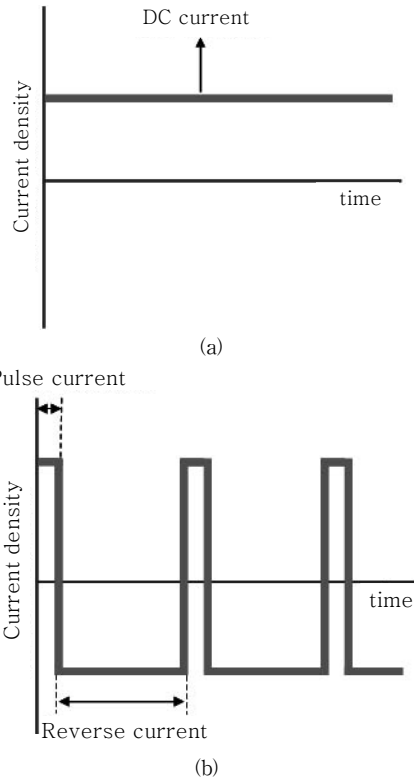 DC current
Current density
time
(a)
Pulse current
Current density
time
Reverse current
(b)